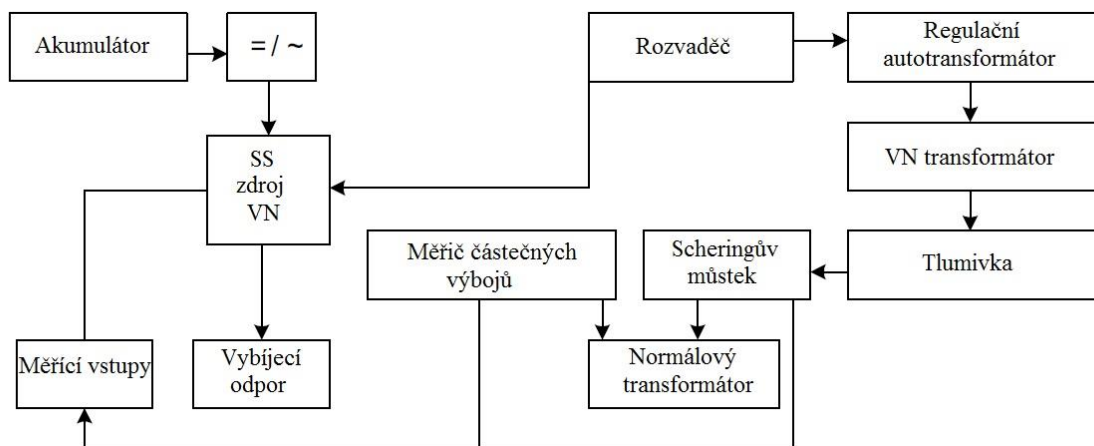 Akumulátor
= / ~
Rozvaděč
Regulační
autotransformátor
SS
zdroj
VN
VN transformátor
Měřič částečných
výbojů
Scheringův
můstek
Tlumivka
Měřící vstupy
Vybíjecí
odpor
Normálový
transformátor